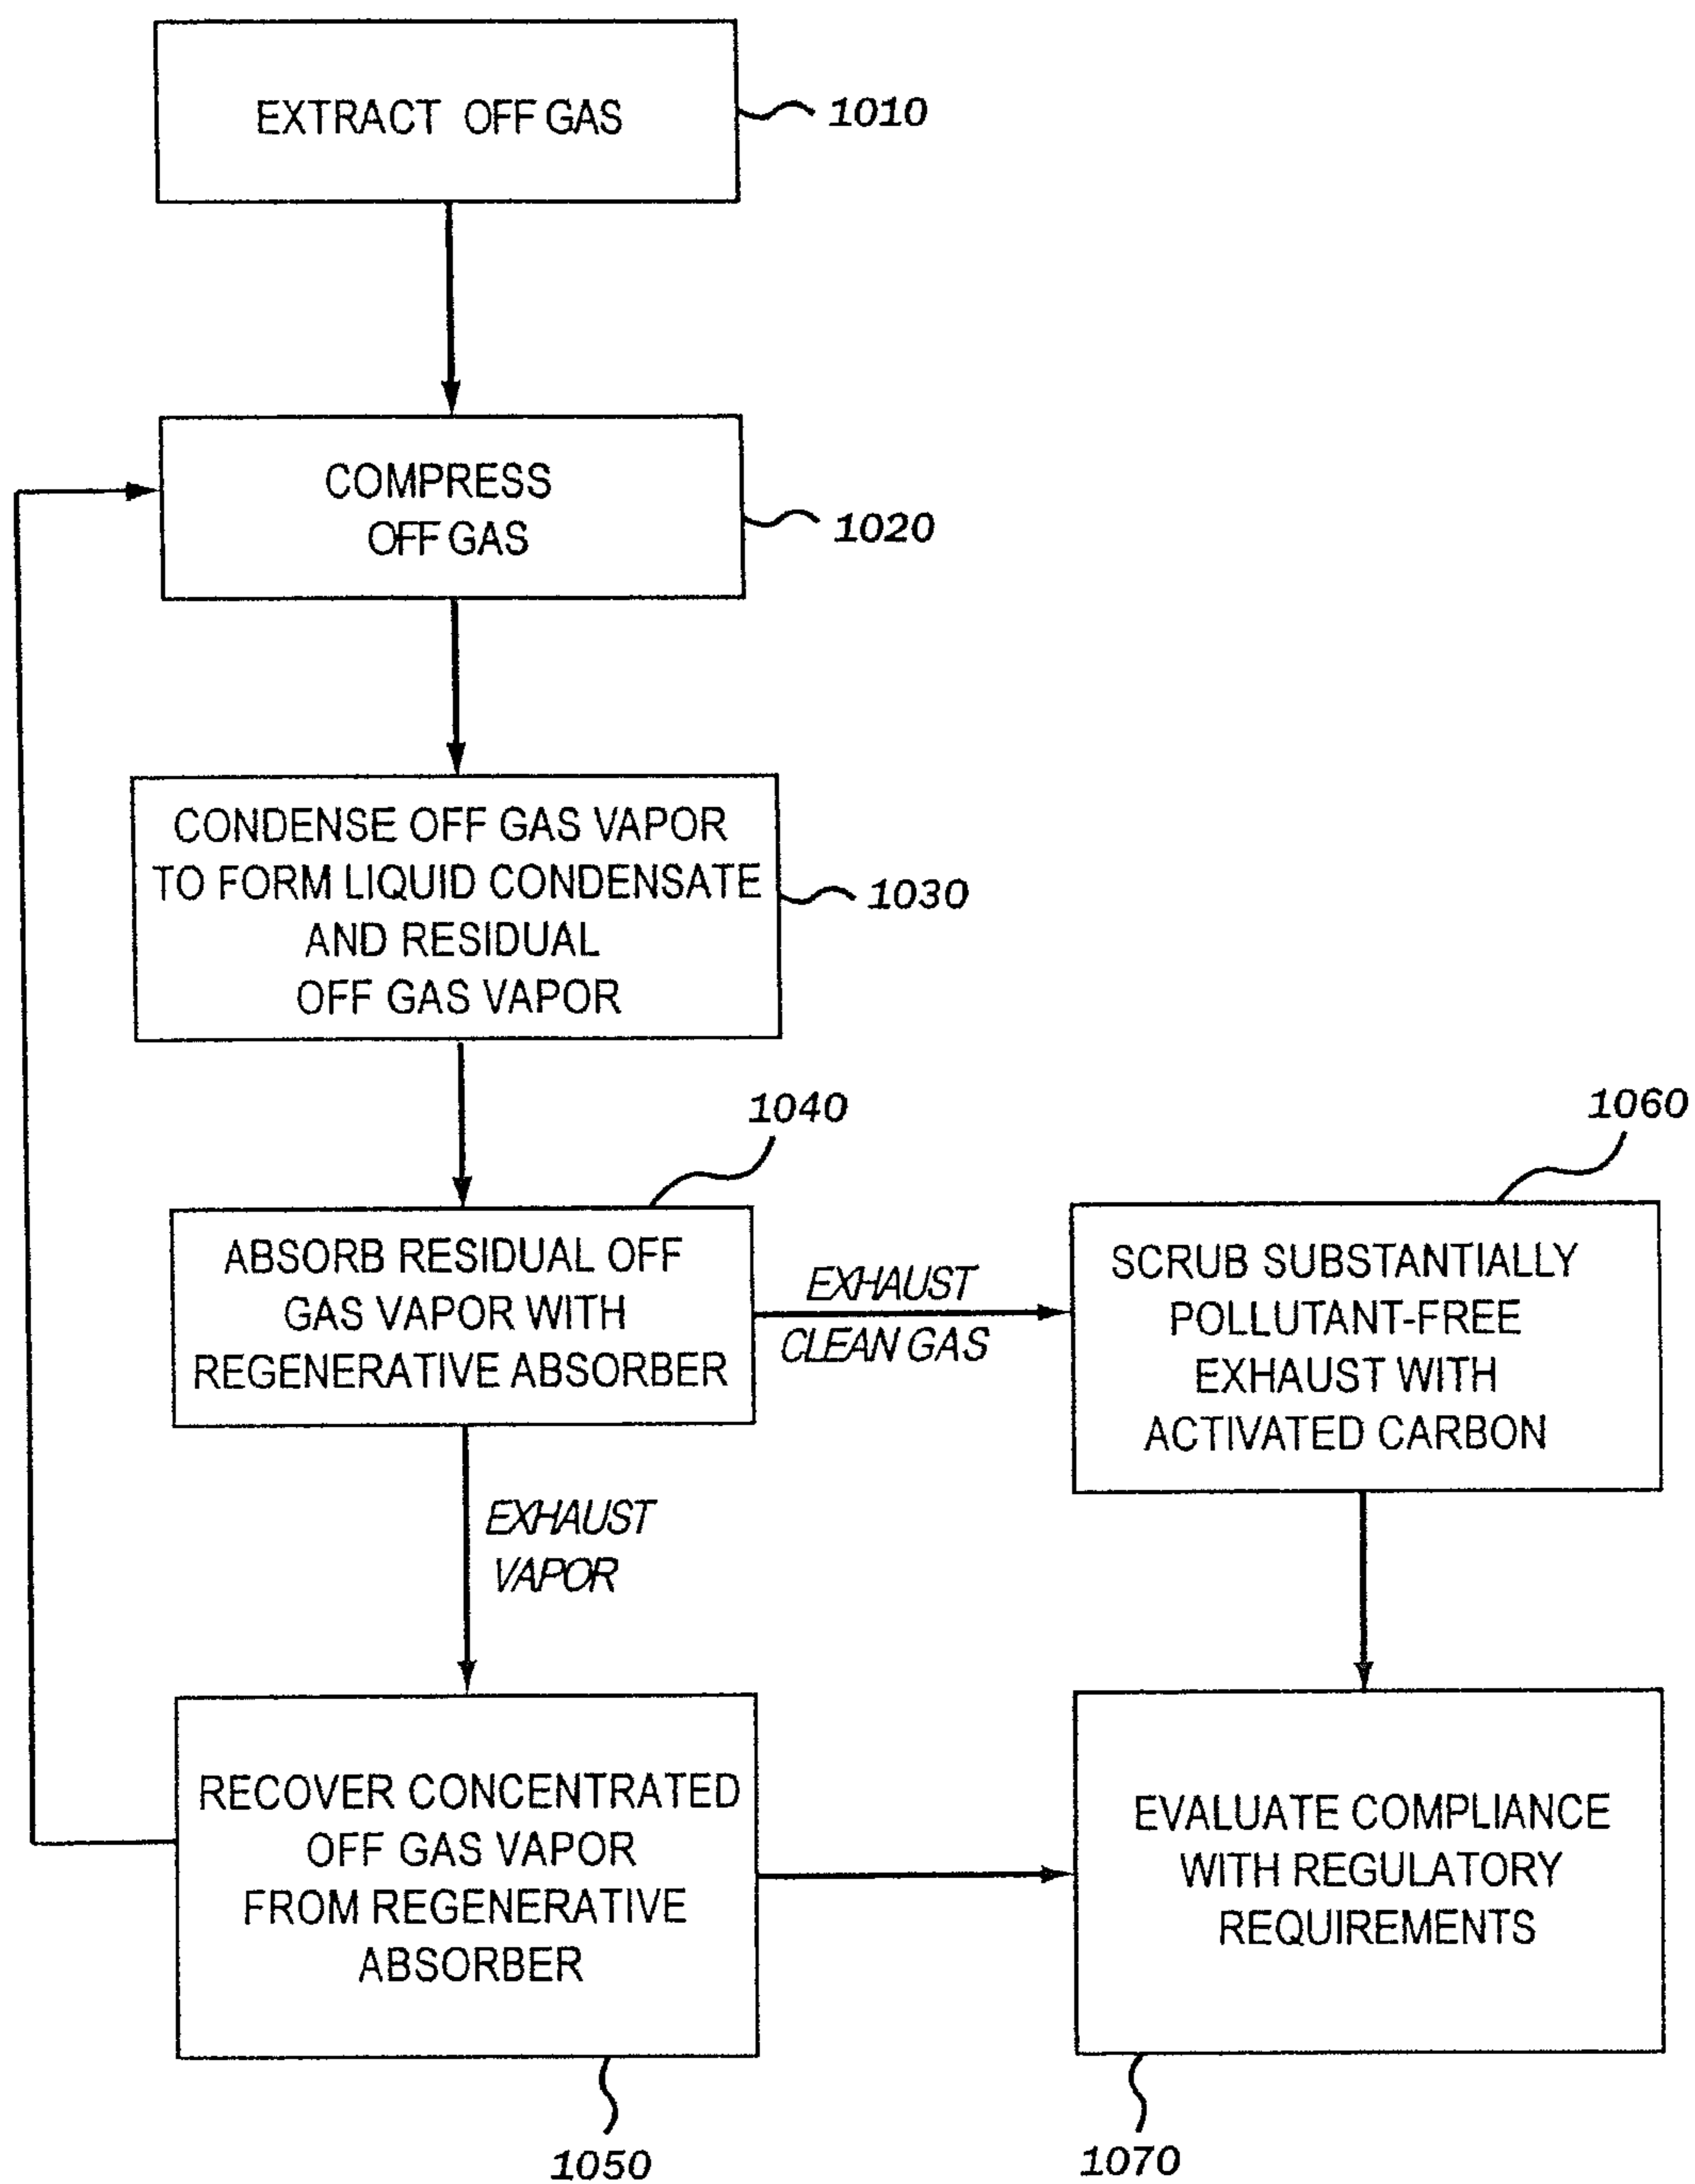 EXTRACT OFF GAS
1010
COMPRESS
OFF GAS
1020
CONDENSE OFF GAS VAPOR
TO FORM LIQUID CONDENSATE
AND RESIDUAL
OFF GAS VAPOR
1030
1040
ABSORB RESIDUAL OFF
GAS VAPOR WITH
REGENERATIVE ABSORBER
EXHAUST
CLEAN GAS
1060
SCRUB SUBSTANTIALLY
POLLUTANT-FREE
EXHAUST WITH
ACTIVATED CARBON
EXHAUST
VAPOR
RECOVER CONCENTRATED
OFF GAS VAPOR
FROM REGENERATIVE
ABSORBER
1050
EVALUATE COMPLIANCE
WITH REGULATORY
REQUIREMENTS
1070